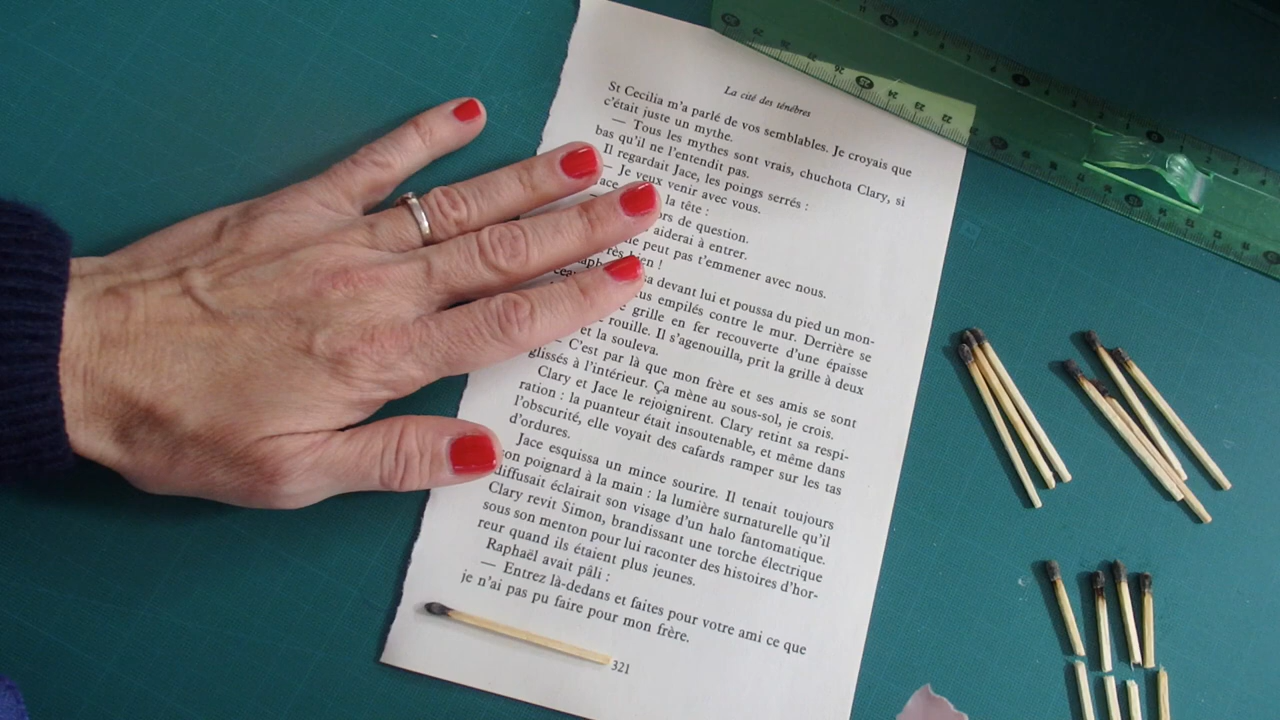 La cité des ténèbres
St Cecilia m'a parlé de vos semblables. Je croyais que
c'était juste un mythe.
— Tous les mythes sont vrais, chuchota Clary, si
bas qu'il ne l'entendit pas.
Il regardait Jace, les poings serrés :
— Je veux venir avec vous.
la tête :
de question.
aiderai à entrer.
ne peut pas t'emmener avec nous.
bien !
devant lui et poussa du pied un mon-
empilés contre le mur. Derrière se
grille en fer recouverte d'une épaisse
rouille. Il s'agenouilla, prit la grille à deux
et la souleva.
— C'est par là que mon frère et ses amis se sont
glissés à l'intérieur. Ça mène au sous-sol, je crois.
Clary et Jace le rejoignirent. Clary retint sa respi-
ration : la puanteur était insoutenable, et même dans
l'obscurité, elle voyait des cafards ramper sur les tas
d'ordures.
Jace esquissa un mince sourire. Il tenait toujours
son poignard à la main : la lumière surnaturelle qu'il
diffusait éclairait son visage d'un halo fantomatique.
Clary revit Simon, brandissant une torche électrique
sous son menton pour lui raconter des histoires d'hor-
reur quand ils étaient plus jeunes.
Raphaël avait pâli :
— Entrez là-dedans et faites pour votre ami ce que
je n'ai pas pu faire pour mon frère.
321